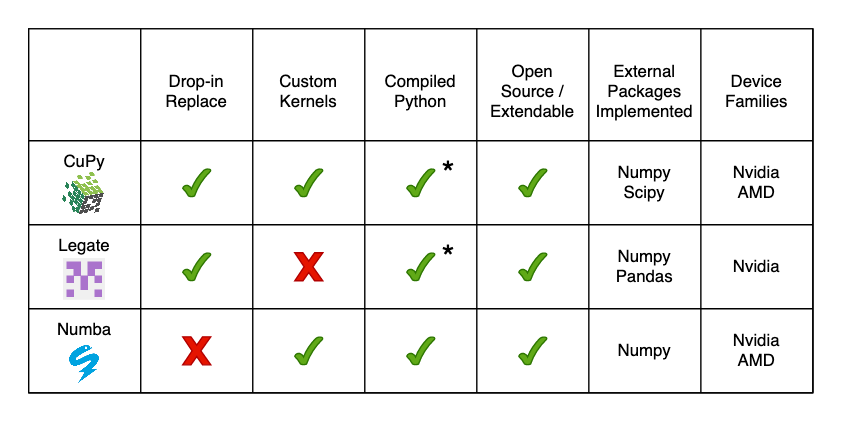 Drop-in
Replace
Custom
Kernels
Compiled
Python
Open
Source /
Extendable
External
Packages
Implemented
Device
Families
CuPy
*
Numpy
Scipy
Nvidia
AMD
Legate
*
Numpy
Pandas
Nvidia
Numba
Numpy
Nvidia
AMD